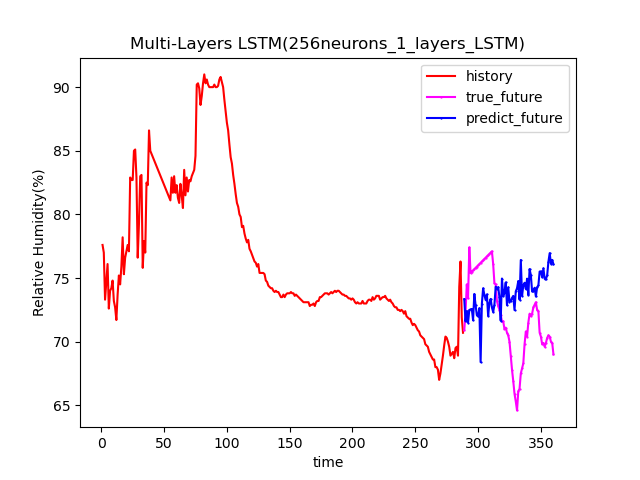 Multi-Layers LSTM(256neurons_1_layers_LSTM)
history
true_future
predict_future
Relative Humidity(%)
90
85
80
75
70
65
0 50 100 150 200 250 300 350
time